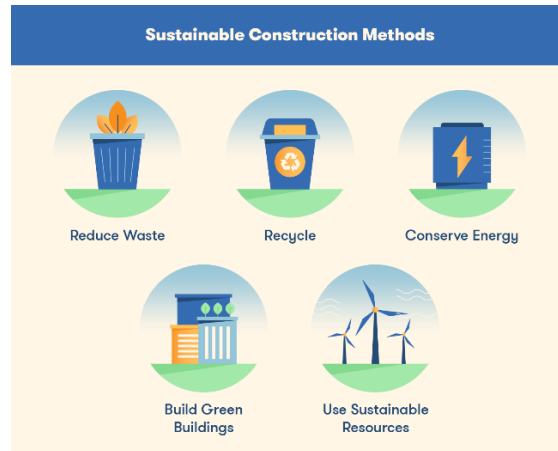 Sustainable Construction Methods
Reduce Waste
Recycle
Conserve Energy
Build Green
Buildings
Use Sustainable
Resources